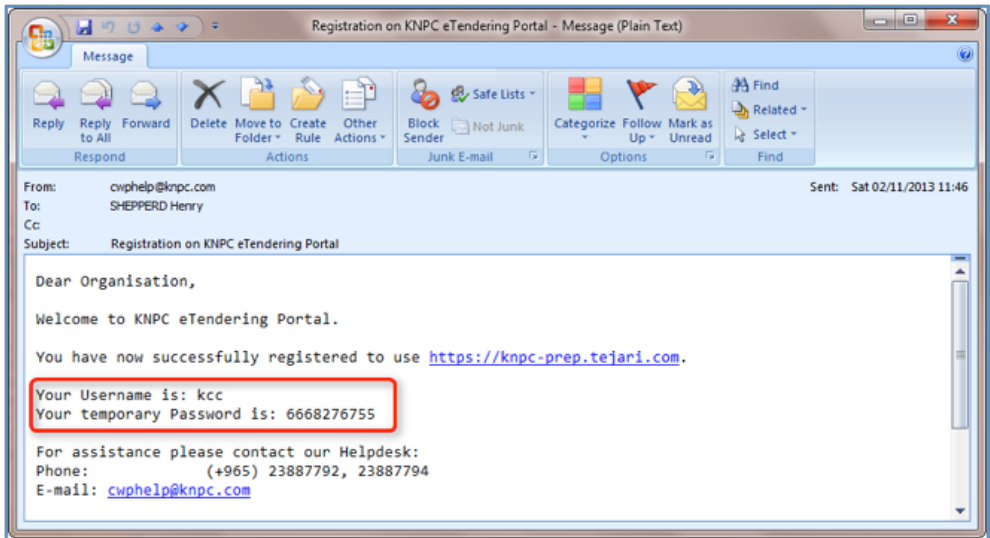 Registration on KNPC eTendering Portal - Message (Plain Text)
Message
Reply
Reply to All
Forward
Respond
Delete
Move to Folder
Create Rule
Other Actions
Actions
Block Sender
Safe Lists
Not Junk
Junk E-mail
Categorize
Follow Up
Mark as Unread
Options
Find
Related
Select
Find
From: cwphelp@knpc.com
Sent: Sat 02/11/2013 11:46
To: SHEPPERD Henry
Cc:
Subject: Registration on KNPC eTendering Portal
Dear Organisation,
Welcome to KNPC eTendering Portal.
You have now successfully registered to use https://knpc-prep.tejari.com.
Your Username is: kcc
Your temporary Password is: 6668276755
For assistance please contact our Helpdesk:
Phone: (+965) 23887792, 23887794
E-mail: cwphelp@knpc.com